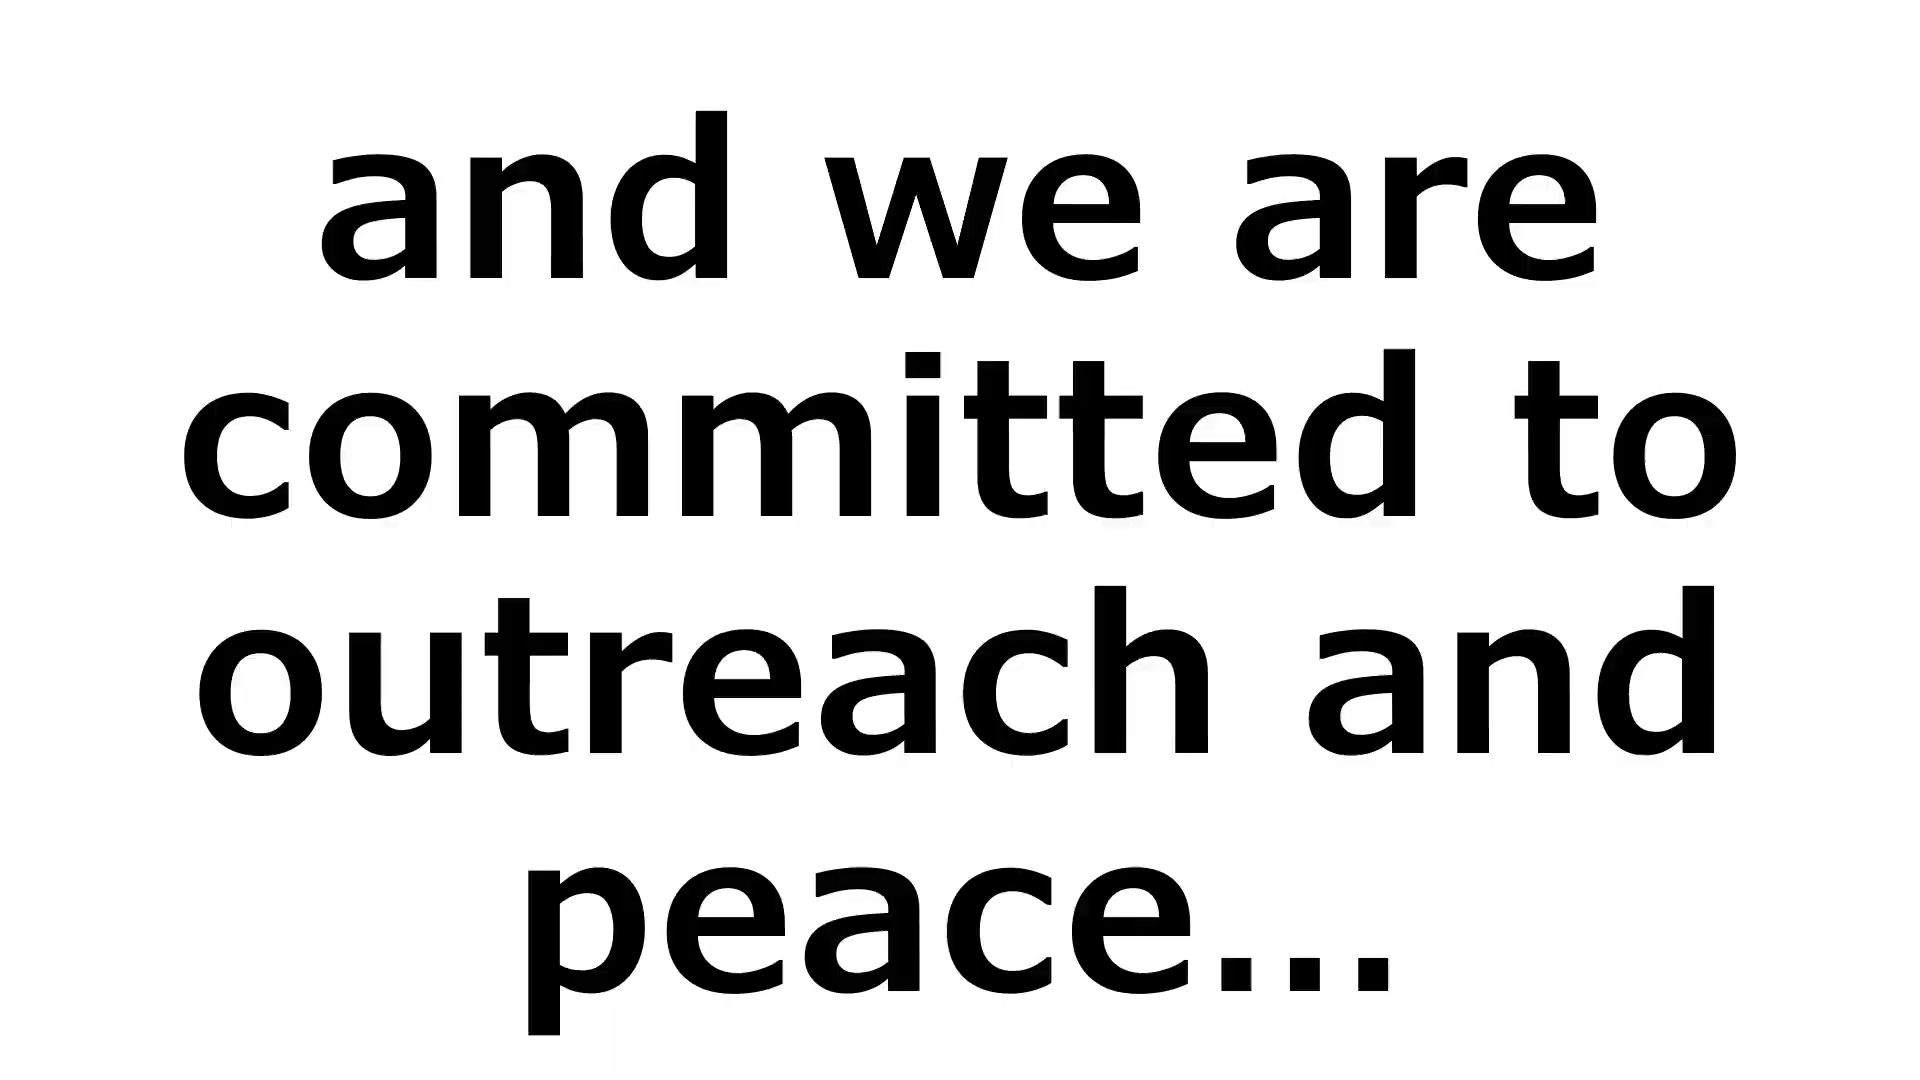 and we are
committed to
outreach and
peace...